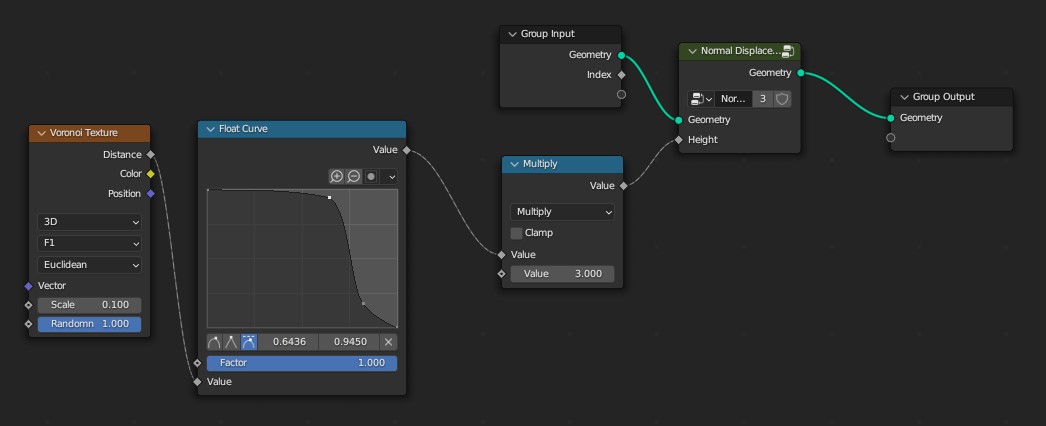 Voronoi Texture
Distance
Color
Position
3D
F1
Euclidean
Vector
Scale 0.100
Randomn 1.000
Float Curve
Value
0.6436 0.9450
Factor 1.000
Value
Group Input
Geometry
Index
Multiply
Value
Multiply
Clamp
Value
Value 3.000
Normal Displace...
Geometry
Nor... 3
Geometry
Height
Group Output
Geometry